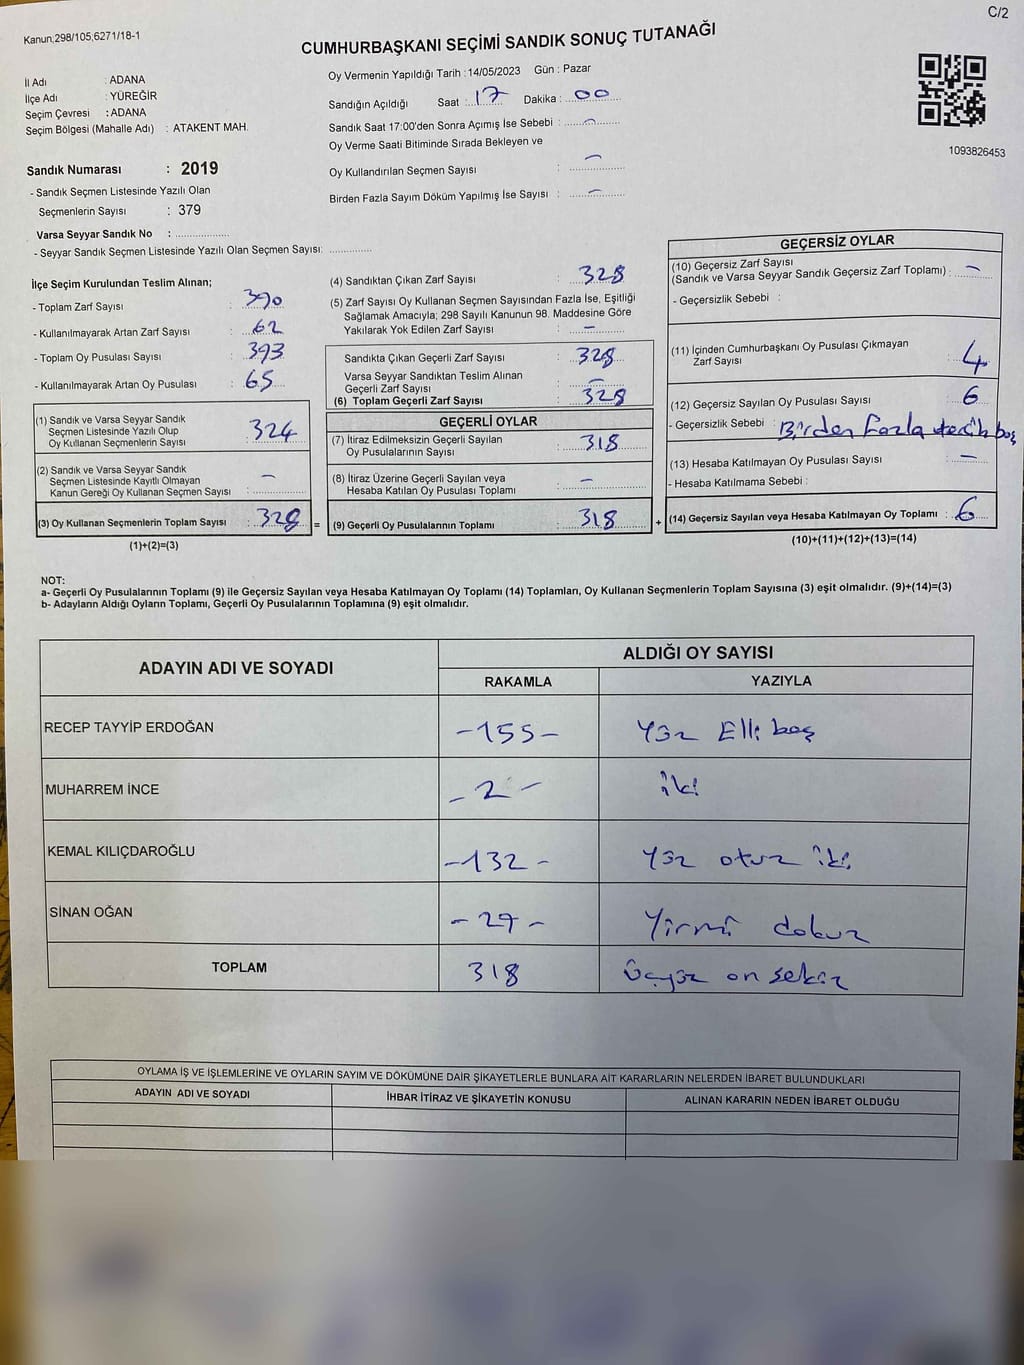 C/2
Kanun;298/105;6271/18-1
CUMHURBAŞKANI SEÇİMİ SANDIK SONUÇ TUTANAĞI
İl Adı : ADANA
İlçe Adı : YÜREĞİR
Seçim Çevresi : ADANA
Seçim Bölgesi (Mahalle Adı) : ATAKENT MAH.
Oy Vermenin Yapıldığı Tarih : 14/05/2023 Gün : Pazar
Sandığın Açıldığı Saat : 17 Dakika : 00
Sandık Saat 17:00'den Sonra Açımış İse Sebebi : -
Oy Verme Saati Bitiminde Sırada Bekleyen ve
Oy Kullandırılan Seçmen Sayısı : -
Birden Fazla Sayım Döküm Yapılmış İse Sayısı : -
1093826453
Sandık Numarası : 2019
- Sandık Seçmen Listesinde Yazılı Olan
Seçmenlerin Sayısı : 379
Varsa Seyyar Sandık No :
- Seyyar Sandık Seçmen Listesinde Yazılı Olan Seçmen Sayısı:
İlçe Seçim Kurulundan Teslim Alınan;
- Toplam Zarf Sayısı : 390
- Kullanılmayarak Artan Zarf Sayısı : 62
- Toplam Oy Pusulası Sayısı : 393
- Kullanılmayarak Artan Oy Pusulası : 65
(1) Sandık ve Varsa Seyyar Sandık
Seçmen Listesinde Yazılı Olup
Oy Kullanan Seçmenlerin Sayısı : 324
(2) Sandık ve Varsa Seyyar Sandık
Seçmen Listesinde Kayıtlı Olmayan
Kanun Gereği Oy Kullanan Seçmen Sayısı : -
(3) Oy Kullanan Seçmenlerin Toplam Sayısı : 328 =
(1)+(2)=(3)
(4) Sandıktan Çıkan Zarf Sayısı : 328
(5) Zarf Sayısı Oy Kullanan Seçmen Sayısından Fazla İse, Eşitliği
Sağlamak Amacıyla; 298 Sayılı Kanunun 98. Maddesine Göre
Yakılarak Yok Edilen Zarf Sayısı : -
Sandıkta Çıkan Geçerli Zarf Sayısı : 328
Varsa Seyyar Sandıktan Teslim Alınan
Geçerli Zarf Sayısı : -
(6) Toplam Geçerli Zarf Sayısı : 328
GEÇERLİ OYLAR
(7) İtiraz Edilmeksizin Geçerli Sayılan
Oy Pusulalarının Sayısı : 318
(8) İtiraz Üzerine Geçerli Sayılan veya
Hesaba Katılan Oy Pusulası Toplamı : -
(9) Geçerli Oy Pusulalarının Toplamı : 318 +
GEÇERSİZ OYLAR
(10) Geçersiz Zarf Sayısı
(Sandık ve Varsa Seyyar Sandık Geçersiz Zarf Toplamı) : -
- Geçersizlik Sebebi :
(11) İçinden Cumhurbaşkanı Oy Pusulası Çıkmayan
Zarf Sayısı : 4
(12) Geçersiz Sayılan Oy Pusulası Sayısı : 6
- Geçersizlik Sebebi : Birden fazla tercih boş
(13) Hesaba Katılmayan Oy Pusulası Sayısı : -
- Hesaba Katılmama Sebebi :
(14) Geçersiz Sayılan veya Hesaba Katılmayan Oy Toplamı : 6
(10)+(11)+(12)+(13)=(14)
NOT:
a- Geçerli Oy Pusulalarının Toplamı (9) ile Geçersiz Sayılan veya Hesaba Katılmayan Oy Toplamı (14) Toplamları, Oy Kullanan Seçmenlerin Toplam Sayısına (3) eşit olmalıdır. (9)+(14)=(3)
b- Adayların Aldığı Oyların Toplamı, Geçerli Oy Pusulalarının Toplamına (9) eşit olmalıdır.
ADAYIN ADI VE SOYADI
ALDIĞI OY SAYISI
RAKAMLA YAZIYLA
RECEP TAYYİP ERDOĞAN -155- Yüz Elli beş
MUHARREM İNCE -2- iki
KEMAL KILIÇDAROĞLU -132- Yüz otuz iki
SİNAN OĞAN -29- Yirmi dokuz
TOPLAM 318 Üçyüz on sekiz
OYLAMA İŞ VE İŞLEMLERİNE VE OYLARIN SAYIM VE DÖKÜMÜNE DAİR ŞİKAYETLERLE BUNLARA AİT KARARLARIN NELERDEN İBARET BULUNDUKLARI
ADAYIN ADI VE SOYADI İHBAR İTİRAZ VE ŞİKAYETİN KONUSU ALINAN KARARIN NEDEN İBARET OLDUĞU